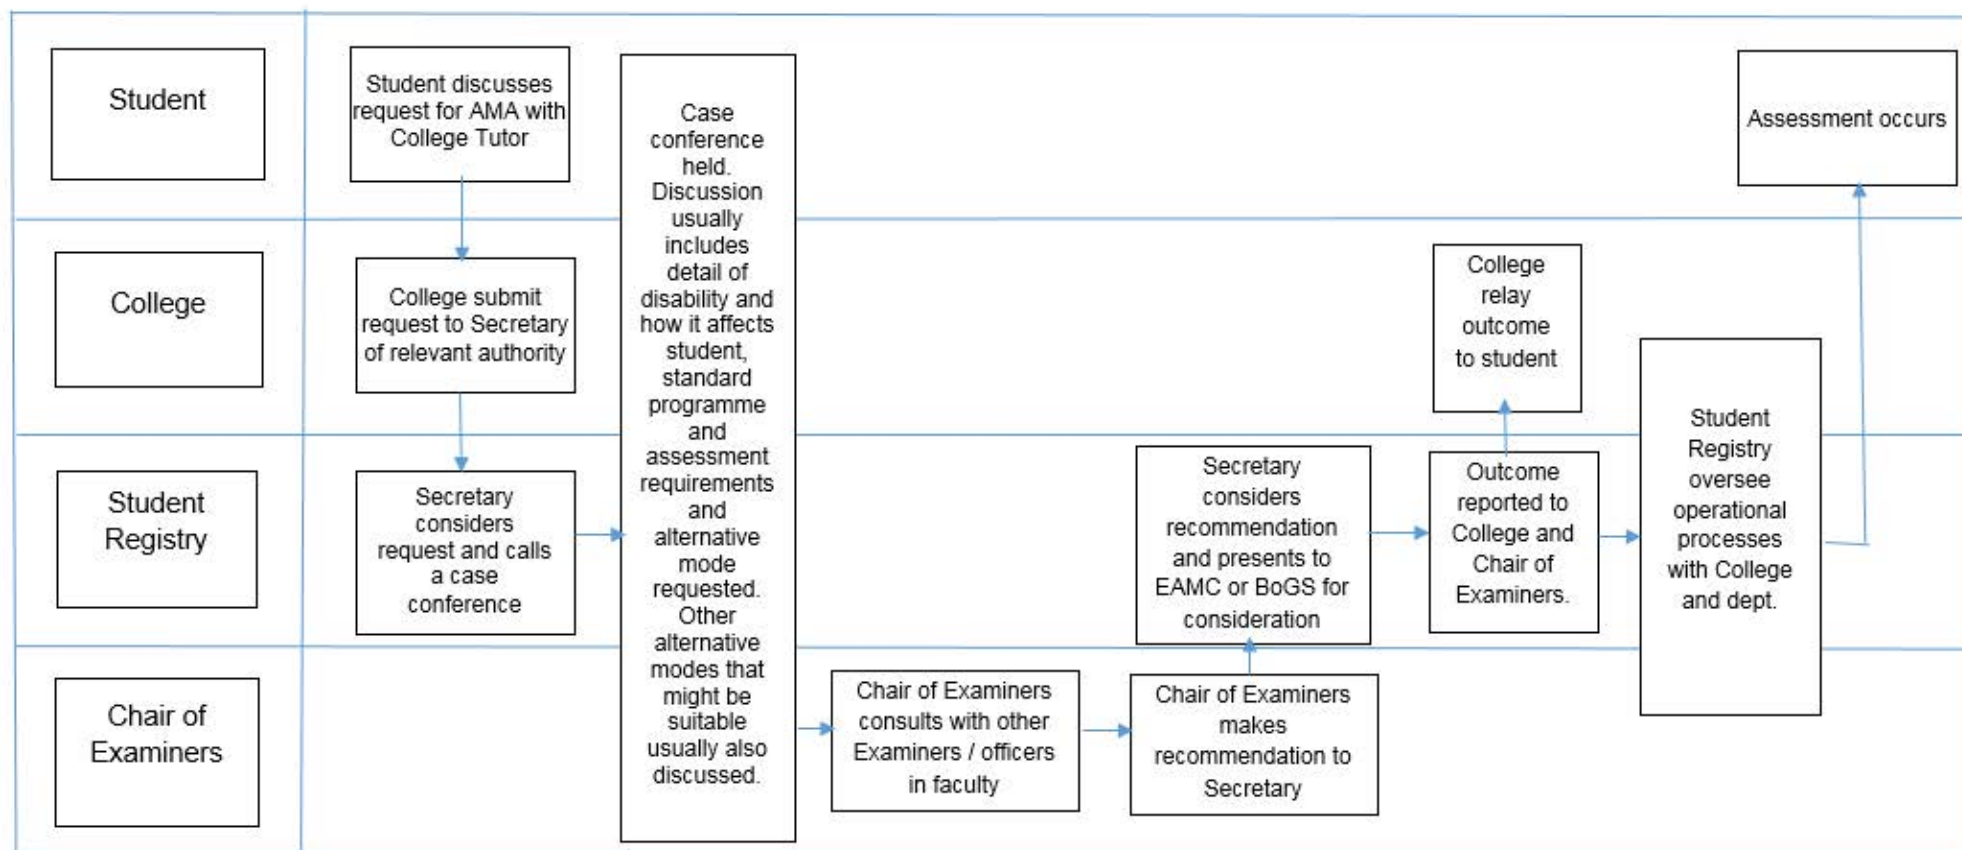 Student
Student discusses
request for AMA with
College Tutor
Case
conference
held.
Discussion
usually
includes
detail of
disability and
how it affects
student,
standard
programme
and
assessment
requirements
and
alternative
mode
requested.
Other
alternative
modes that
might be
suitable
usually also
discussed.
Assessment occurs
College
College submit
request to Secretary
of relevant authority
College
relay
outcome
to student
Student
Registry
Secretary
considers
request and calls
a case
conference
Secretary
considers
recommendation
and presents to
EAMC or BoGS for
consideration
Outcome
reported to
College and
Chair of
Examiners.
Student
Registry
oversee
operational
processes
with College
and dept.
Chair of
Examiners
Chair of Examiners
consults with other
Examiners / officers
in faculty
Chair of Examiners
makes
recommendation to
Secretary